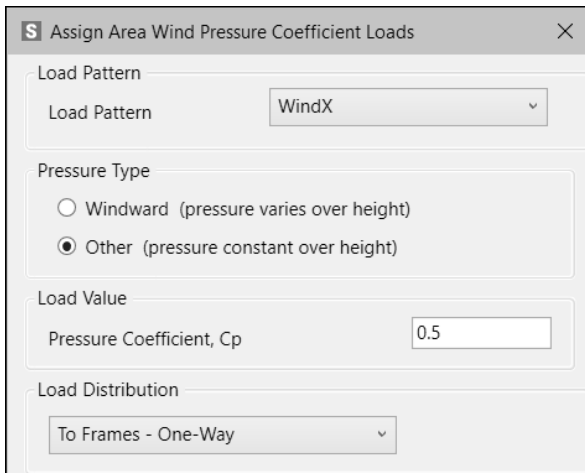 S Assign Area Wind Pressure Coefficient Loads
Load Pattern
Load Pattern WindX
Pressure Type
Windward (pressure varies over height)
Other (pressure constant over height)
Load Value
Pressure Coefficient, Cp 0.5
Load Distribution
To Frames - One-Way